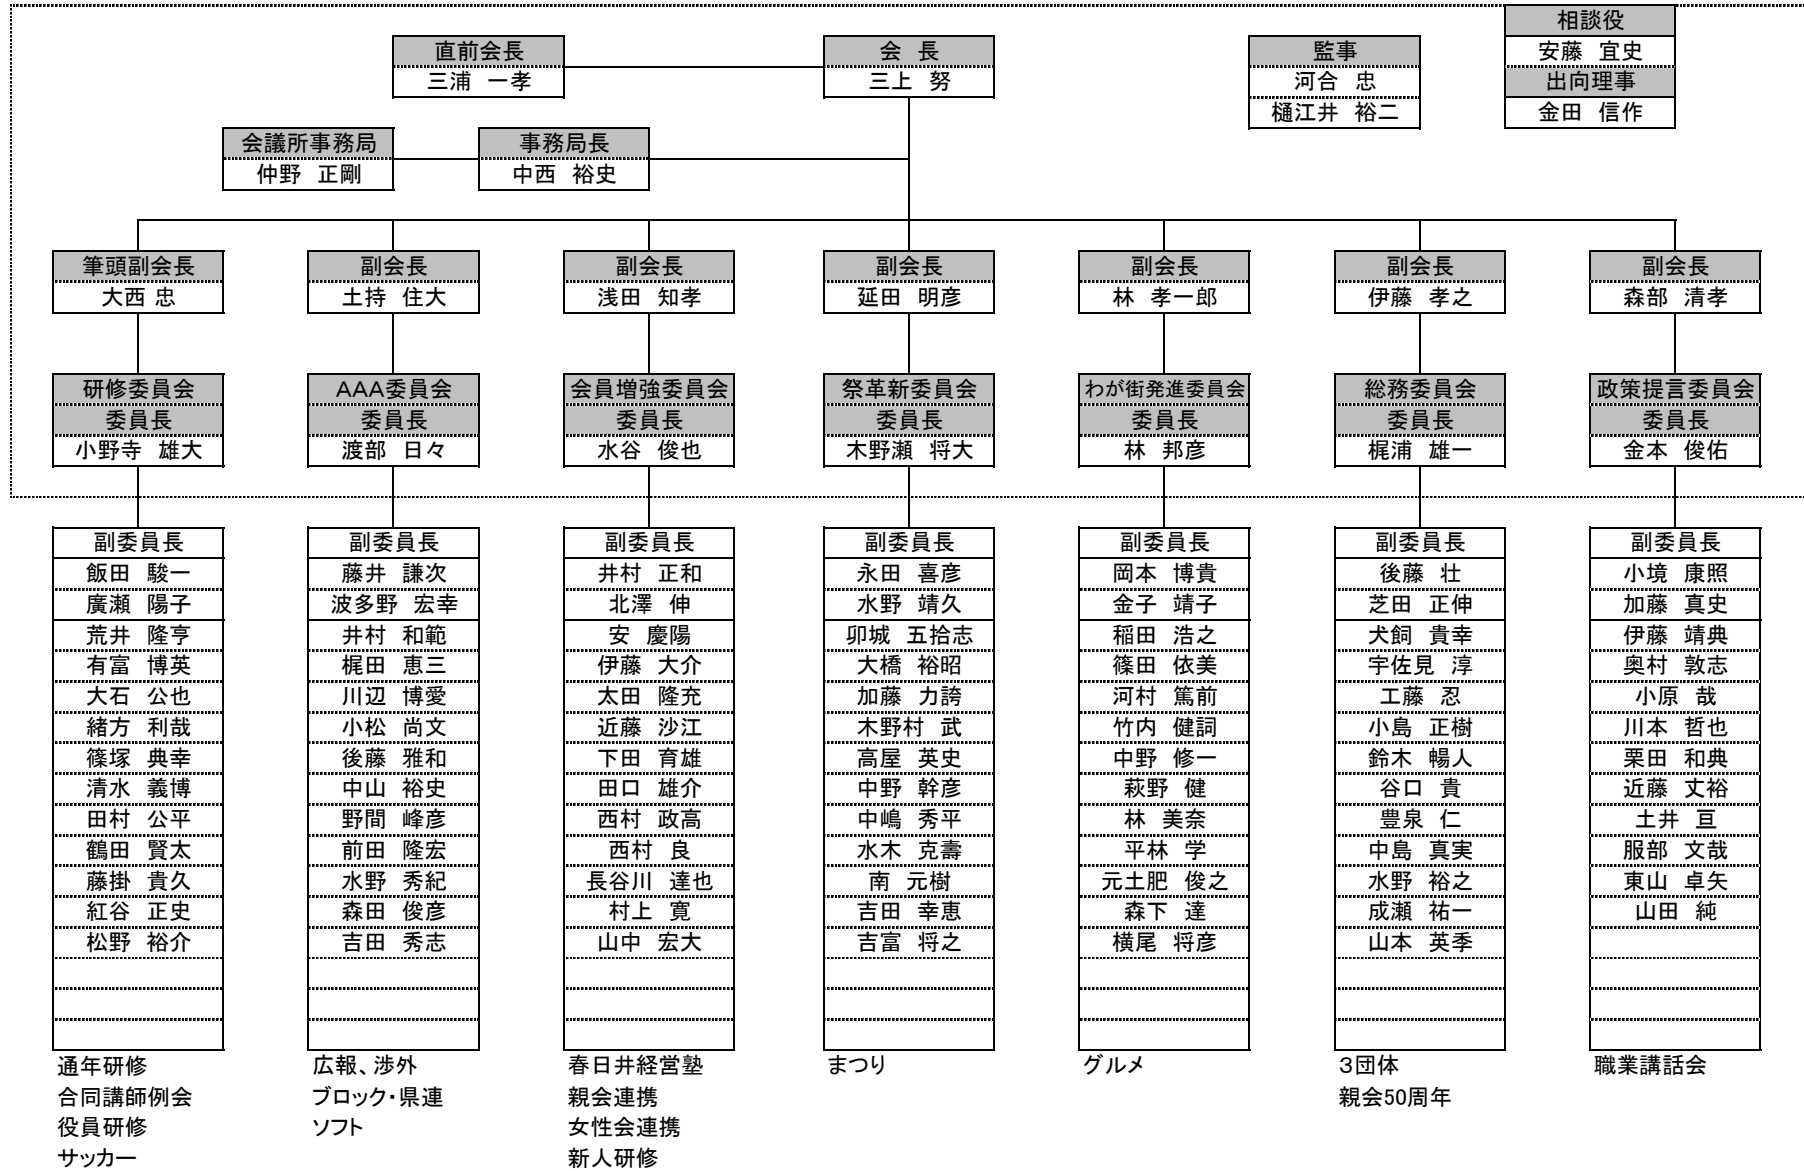 相談役
安藤 宜史
出向理事
金田 信作
直前会長
三浦 一孝
会 長
三上 努
監事
河合 忠
樋江井 裕二
会議所事務局
仲野 正剛
事務局長
中西 裕史
筆頭副会長
大西 忠
副会長
土持 住大
副会長
浅田 知孝
副会長
延田 明彦
副会長
林 孝一郎
副会長
伊藤 孝之
副会長
森部 清孝
研修委員会
委員長
小野寺 雄大
AAA委員会
委員長
渡部 日々
会員増強委員会
委員長
水谷 俊也
祭革新委員会
委員長
木野瀬 将大
わが街発進委員会
委員長
林 邦彦
総務委員会
委員長
梶浦 雄一
政策提言委員会
委員長
金本 俊佑
副委員長
飯田 駿一
廣瀬 陽子
荒井 隆亨
有富 博英
大石 公也
緒方 利哉
篠塚 典幸
清水 義博
田村 公平
鶴田 賢太
藤掛 貴久
紅谷 正史
松野 裕介
通年研修
合同講師例会
役員研修
サッカー
副委員長
藤井 謙次
波多野 宏幸
井村 和範
梶田 恵三
川辺 博愛
小松 尚文
後藤 雅和
中山 裕史
野間 峰彦
前田 隆宏
水野 秀紀
森田 俊彦
吉田 秀志
広報、渉外
ブロック・県連
ソフト
副委員長
井村 正和
北澤 伸
安 慶陽
伊藤 大介
太田 隆充
近藤 沙江
下田 育雄
田口 雄介
西村 政高
西村 良
長谷川 達也
村上 寛
山中 宏大
春日井経営塾
親会連携
女性会連携
新人研修
副委員長
永田 喜彦
水野 靖久
卯城 五拾志
大橋 裕昭
加藤 力誇
木野村 武
高屋 英史
中野 幹彦
中嶋 秀平
水木 克壽
南 元樹
吉田 幸恵
吉富 将之
まつり
副委員長
岡本 博貴
金子 靖子
稲田 浩之
篠田 依美
河村 篤前
竹内 健詞
中野 修一
萩野 健
林 美奈
平林 学
元土肥 俊之
森下 達
横尾 将彦
グルメ
副委員長
後藤 壮
芝田 正伸
犬飼 貴幸
宇佐見 淳
工藤 忍
小島 正樹
鈴木 暢人
谷口 貴
豊泉 仁
中島 真実
水野 裕之
成瀬 祐一
山本 英季
3団体
親会50周年
副委員長
小境 康照
加藤 真史
伊藤 靖典
奥村 敦志
小原 哉
川本 哲也
栗田 和典
近藤 丈裕
土井 亘
服部 文哉
東山 卓矢
山田 純
職業講話会